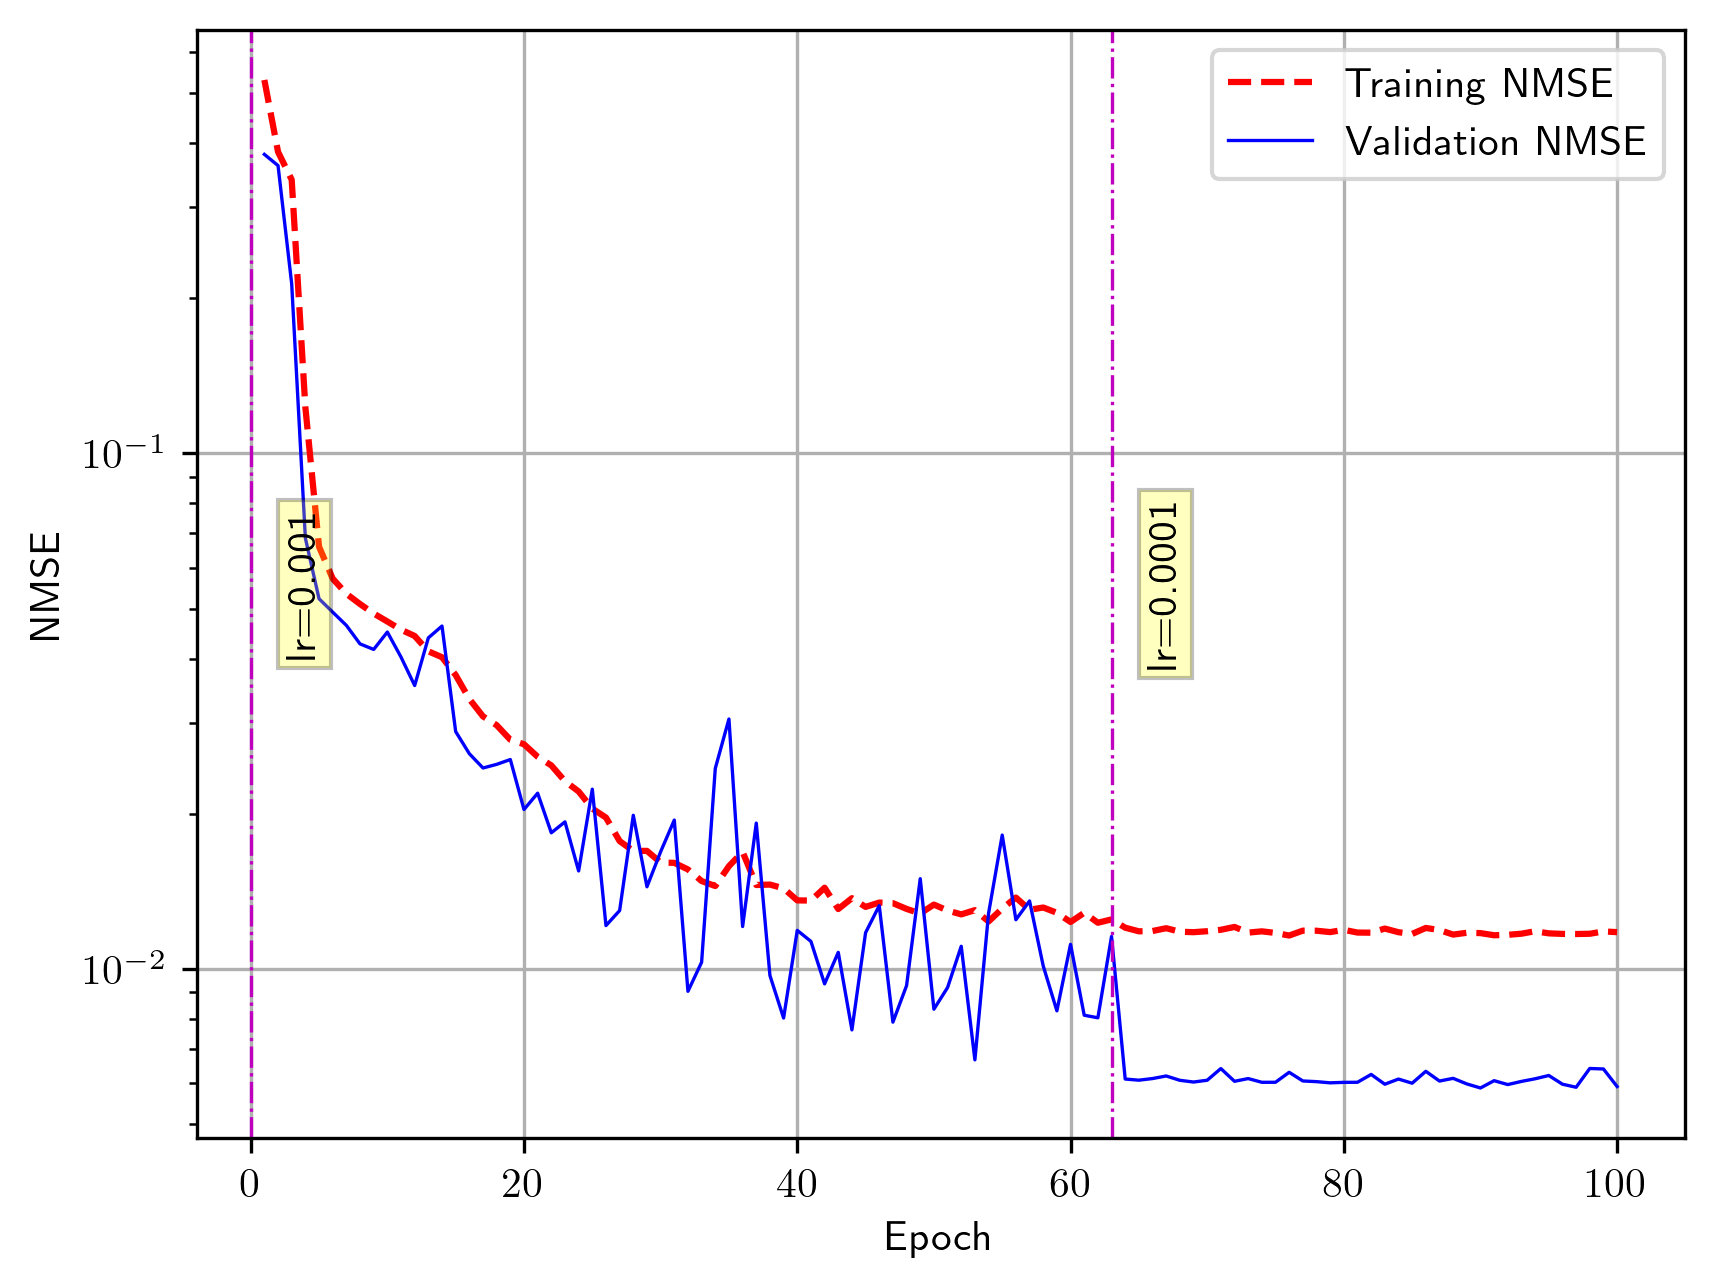 Training NMSE
Validation NMSE
10⁻¹
10⁻²
NMSE
lr=0.001
lr=0.0001
0 20 40 60 80 100
Epoch